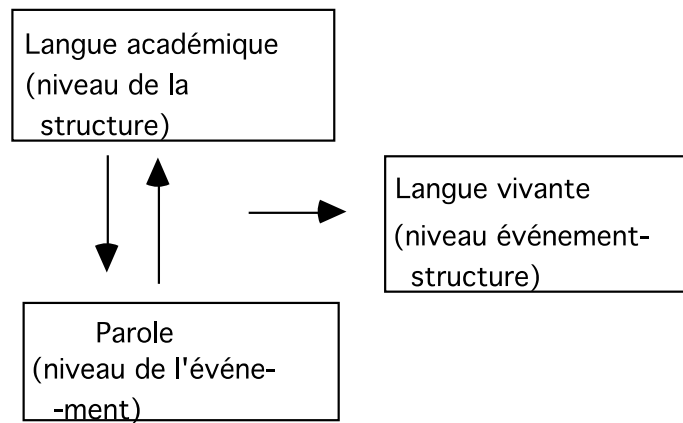 Langue académique
(niveau de la
structure)
Langue vivante
(niveau événement-
structure)
Parole
(niveau de l'événe-
-ment)